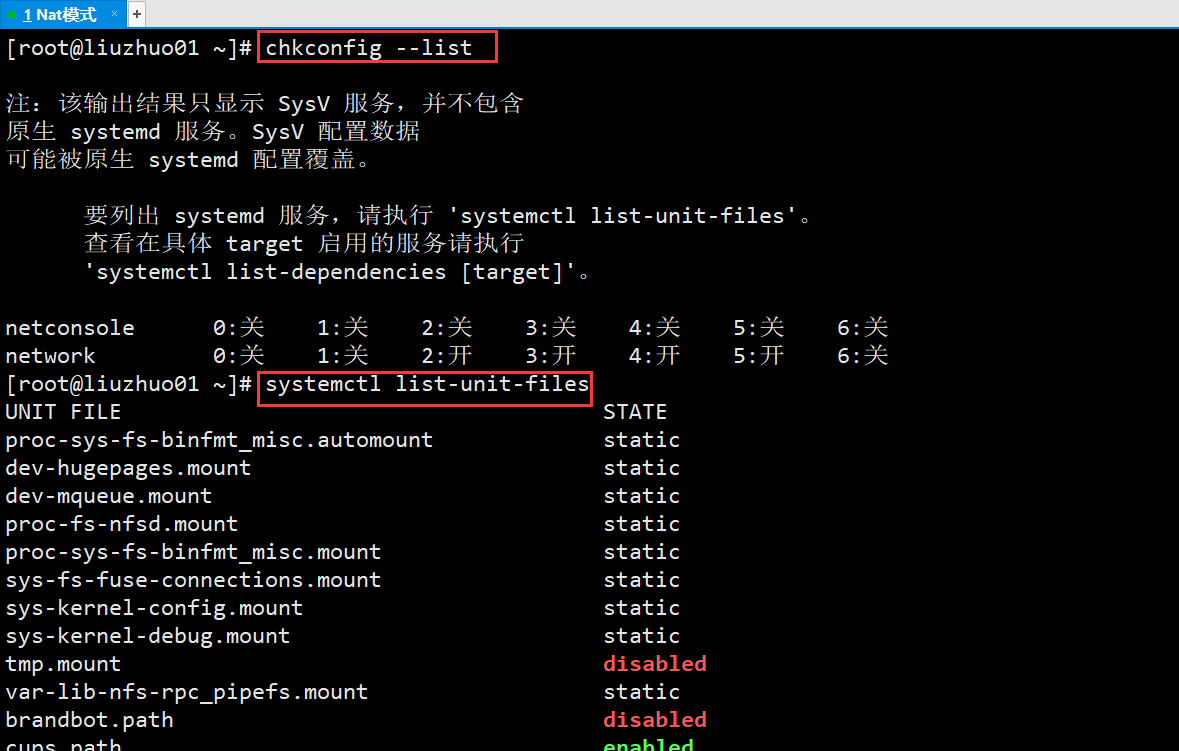 1 Nat模式 × +
[root@liuzhuo01 ~]# chkconfig --list
注：该输出结果只显示 SysV 服务，并不包含
原生 systemd 服务。SysV 配置数据
可能被原生 systemd 配置覆盖。
要列出 systemd 服务，请执行 'systemctl list-unit-files'。
查看在具体 target 启用的服务请执行
'systemctl list-dependencies [target]'。
netconsole 0:关 1:关 2:关 3:关 4:关 5:关 6:关
network 0:关 1:关 2:开 3:开 4:开 5:开 6:关
[root@liuzhuo01 ~]# systemctl list-unit-files
UNIT FILE STATE
proc-sys-fs-binfmt_misc.automount static
dev-hugepages.mount static
dev-mqueue.mount static
proc-fs-nfsd.mount static
proc-sys-fs-binfmt_misc.mount static
sys-fs-fuse-connections.mount static
sys-kernel-config.mount static
sys-kernel-debug.mount static
tmp.mount disabled
var-lib-nfs-rpc_pipefs.mount static
brandbot.path disabled
cups.path enabled